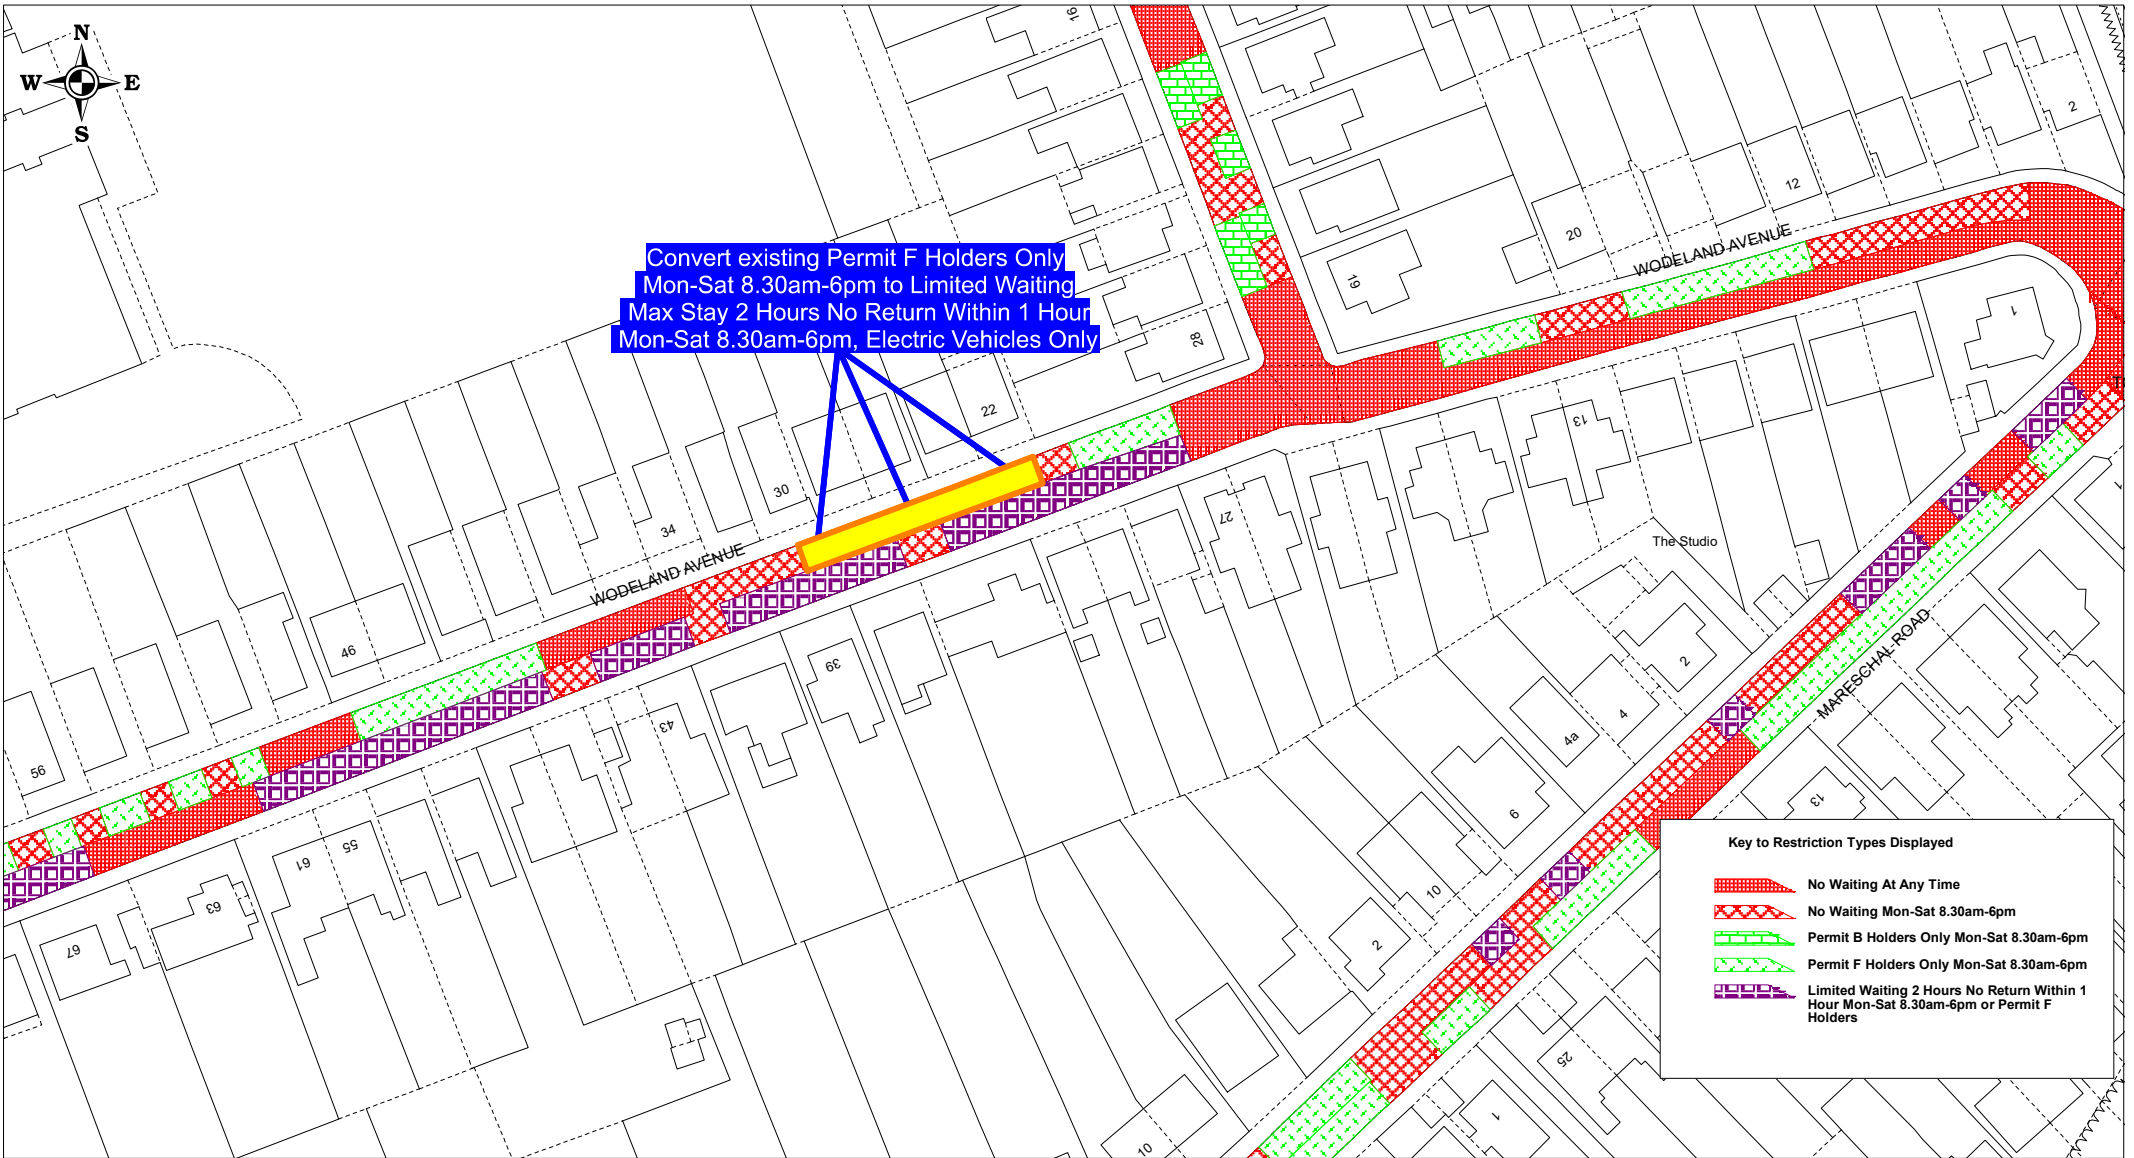 N
W E
S
16
2
12
20
WODELAND AVENUE
19
1
Convert existing Permit F Holders Only
Mon-Sat 8.30am-6pm to Limited Waiting
Max Stay 2 Hours No Return Within 1 Hour
Mon-Sat 8.30am-6pm, Electric Vehicles Only
28
22
13
30
34
27
1
The Studio
WODELAND AVENUE
46
39
2
MARESCHAL ROAD
43
4
4a
56
55
61
9
13
63
67
10
2
25
1
10
Key to Restriction Types Displayed
No Waiting At Any Time
No Waiting Mon-Sat 8.30am-6pm
Permit B Holders Only Mon-Sat 8.30am-6pm
Permit F Holders Only Mon-Sat 8.30am-6pm
Limited Waiting 2 Hours No Return Within 1
Hour Mon-Sat 8.30am-6pm or Permit F
Holders